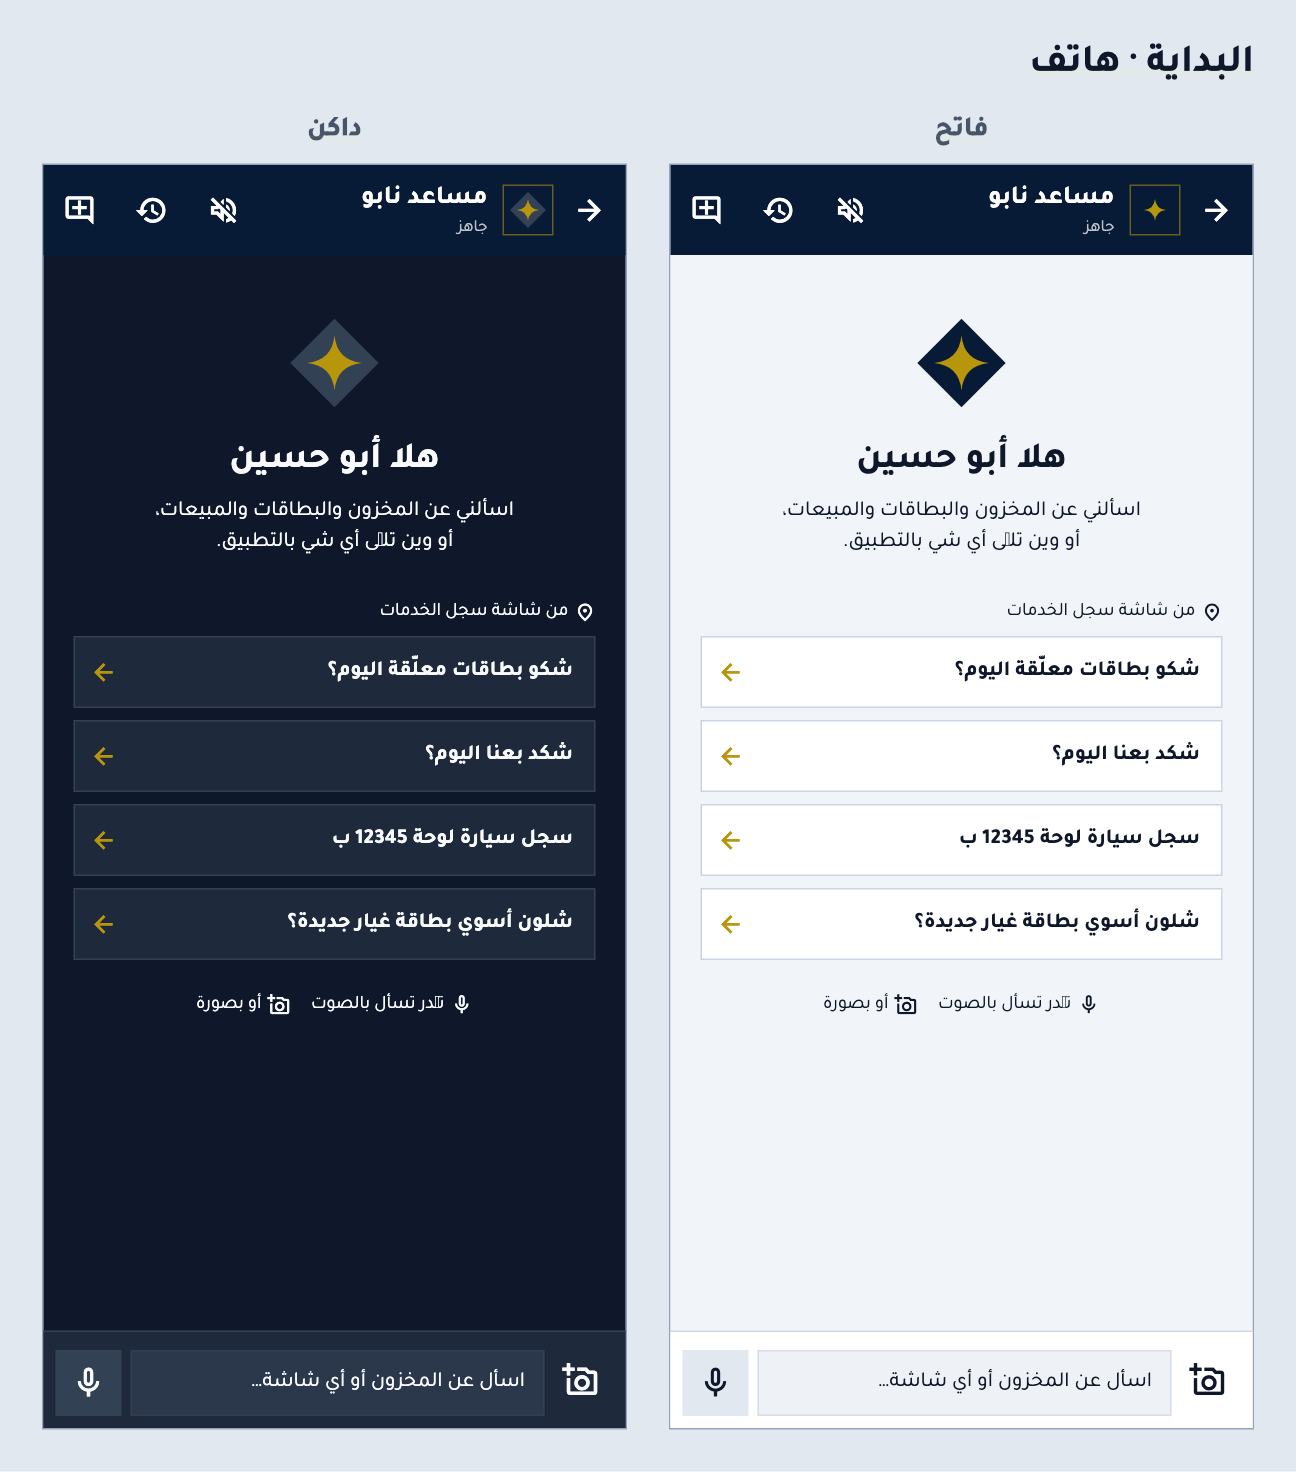 البداية · هاتف
فاتح
مساعد نابو
جاهز
هلا أبو حسين
اسألني عن المخزون والبطاقات والمبيعات،
أو وين أي شي بالتطبيق.
من شاشة سجل الخدمات
شكو بطاقات معلّقة اليوم؟
شكد بعنا اليوم؟
سجل سيارة لوحة 12345 ب
شلون أسوي بطاقة غيار جديدة؟
تسأل بالصوت
أو بصورة
اسأل عن المخزون أو أي شاشة…
داكن
مساعد نابو
جاهز
هلا أبو حسين
اسألني عن المخزون والبطاقات والمبيعات،
أو وين أي شي بالتطبيق.
من شاشة سجل الخدمات
شكو بطاقات معلّقة اليوم؟
شكد بعنا اليوم؟
سجل سيارة لوحة 12345 ب
شلون أسوي بطاقة غيار جديدة؟
تسأل بالصوت
أو بصورة
اسأل عن المخزون أو أي شاشة…